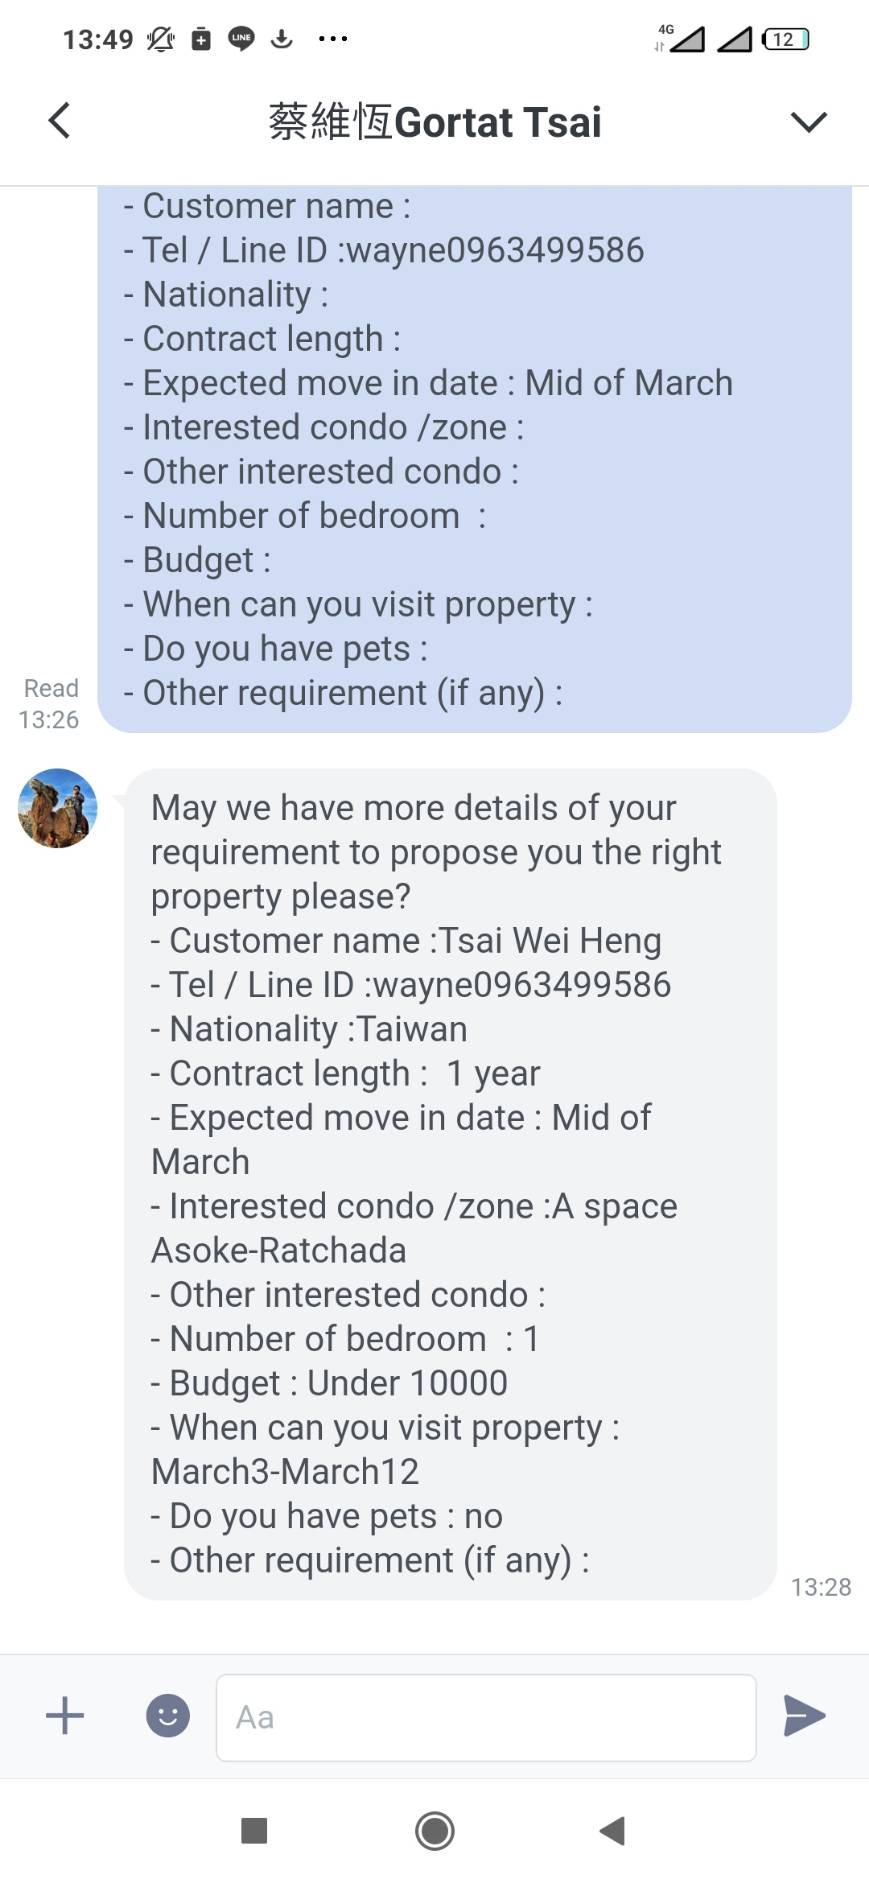 13:49
LINE
4G
12
蔡維恆Gortat Tsai
- Customer name :
- Tel / Line ID :wayne0963499586
- Nationality :
- Contract length :
- Expected move in date : Mid of March
- Interested condo /zone :
- Other interested condo :
- Number of bedroom  :
- Budget :
- When can you visit property :
- Do you have pets :
- Other requirement (if any) :
Read
13:26
May we have more details of your
requirement to propose you the right
property please?
- Customer name :Tsai Wei Heng
- Tel / Line ID :wayne0963499586
- Nationality :Taiwan
- Contract length :  1 year
- Expected move in date : Mid of
March
- Interested condo /zone :A space
Asoke-Ratchada
- Other interested condo :
- Number of bedroom  : 1
- Budget : Under 10000
- When can you visit property :
March3-March12
- Do you have pets : no
- Other requirement (if any) :
13:28
Aa